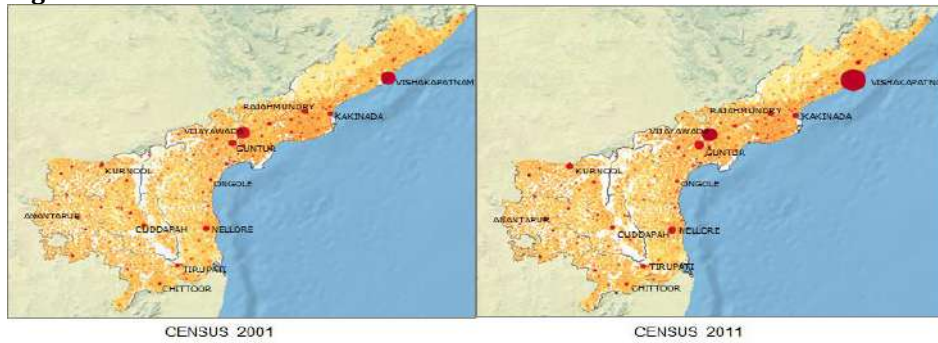 VISHAKAPATNAM
RAJAHMUNDRY
KAKINADA
VIJAYAWADA
GUNTUR
KURNOOL
ONGOLE
ANANTAPUR
CUDDAPAH
NELLORE
TIRUPATI
CHITTOOR
CENSUS 2001
VISHAKAPATN
RAJAHMUNDRY
KAKINADA
VIJAYAWADA
GUNTUR
KURNOOL
ONGOLE
ANANTAPUR
CUDDAPAH
NELLORE
TIRUPATI
CHITTOOR
CENSUS 2011